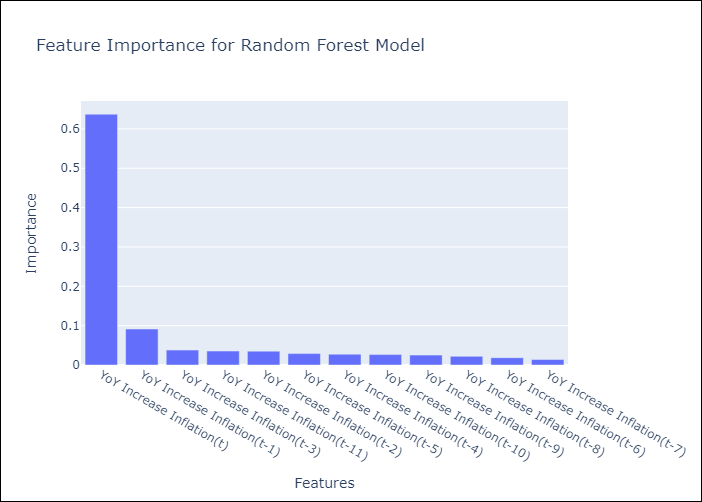 Feature Importance for Random Forest Model
Importance
0.6
0.5
0.4
0.3
0.2
0.1
0
YoY Increase Inflation(t)
YoY Increase Inflation(t-1)
YoY Increase Inflation(t-3)
YoY Increase Inflation(t-11)
YoY Increase Inflation(t-2)
YoY Increase Inflation(t-5)
YoY Increase Inflation(t-4)
YoY Increase Inflation(t-10)
YoY Increase Inflation(t-9)
YoY Increase Inflation(t-8)
YoY Increase Inflation(t-6)
YoY Increase Inflation(t-7)
Features